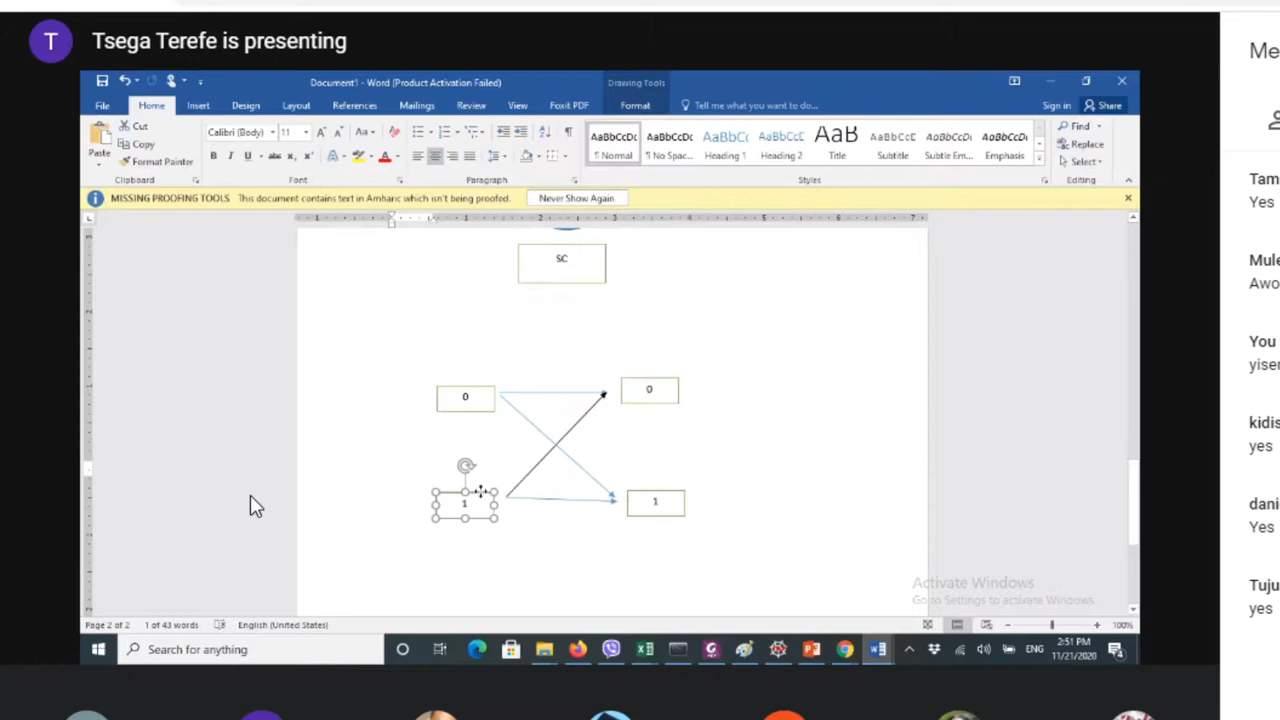 T
Tsega Terefe is presenting
Me
Document1 - Word (Product Activation Failed)
Drawing Tools
File Home Insert Design Layout References Mailings Review View Foxit PDF Format Tell me what you want to do... Sign in Share
Paste
Cut
Copy
Format Painter
Calibri (Body) 11
AaBbCcDc AaBbCcDc AaBbC( AaBbCcE AaB AaBbCcE AaBbCcDt AaBbCcDt
¶ Normal ¶ No Spac... Heading 1 Heading 2 Title Subtitle Subtle Em... Emphasis
Find
Replace
Select
Clipboard Font Paragraph Styles Editing
MISSING PROOFING TOOLS This document contains text in Amharic which isn't being proofed. Never Show Again
SC
0 0
1 1
Activate Windows
Go to Settings to activate Windows.
Page 2 of 2 1 of 43 words English (United States) 100%
Search for anything
ENG
2:51 PM
11/21/2020
Tam
Yes
Mule
Awo
You
yiser
kidis
yes
dani
Yes
Tuju
yes